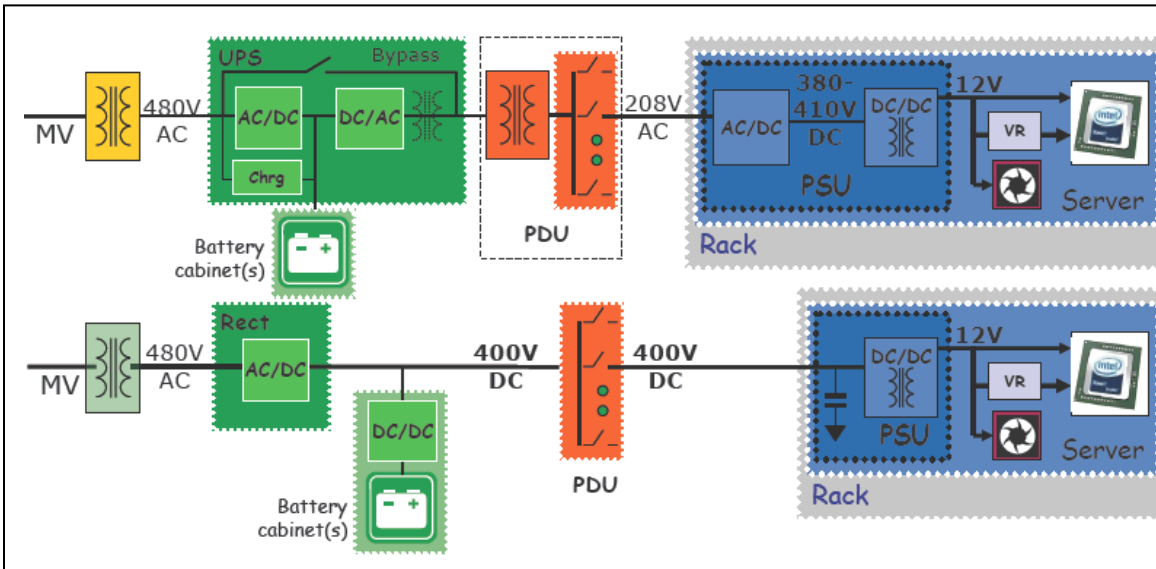 UPS
Bypass
MV
480V
AC
AC/DC
DC/AC
Chrg
Battery
cabinet(s)
PDU
208V
AC
AC/DC
380-
410V
DC
DC/DC
PSU
12V
VR
intel
Server
Rack
MV
480V
AC
Rect
AC/DC
DC/DC
Battery
cabinet(s)
400V
DC
PDU
400V
DC
DC/DC
PSU
12V
VR
intel
Server
Rack